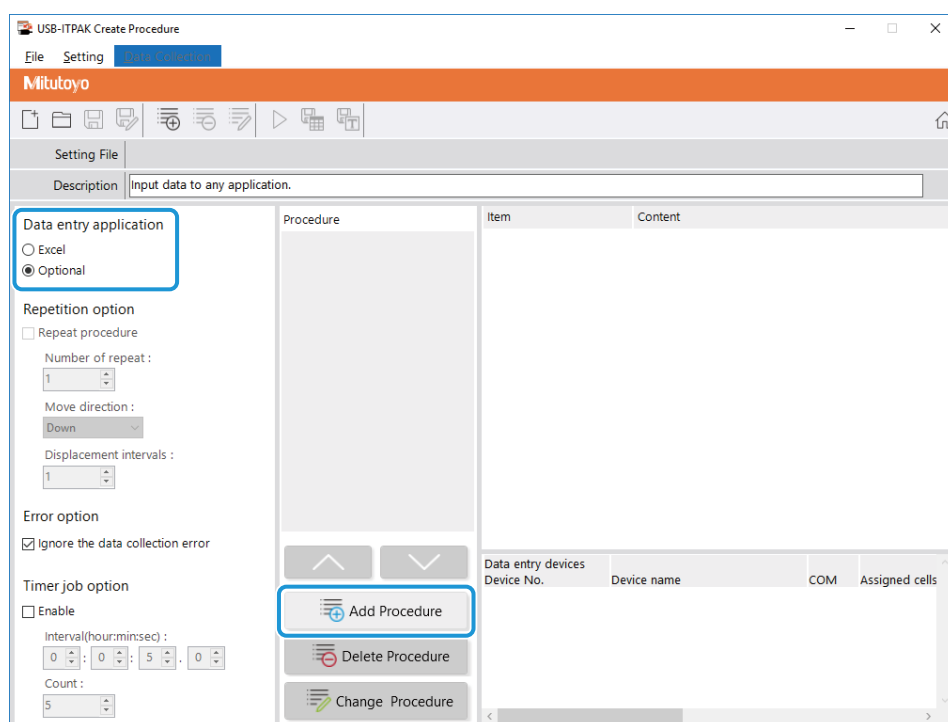 USB-ITPAK Create Procedure
File Setting Data Collection
Mitutoyo
Setting File
Description Input data to any application.
Data entry application
Excel
Optional
Repetition option
Repeat procedure
Number of repeat :
1
Move direction :
Down
Displacement intervals :
1
Error option
Ignore the data collection error
Timer job option
Enable
Interval(hour:min:sec) :
0 : 0 : 5 . 0
Count :
5
Procedure
Add Procedure
Delete Procedure
Change Procedure
Item Content
Data entry devices
Device No. Device name COM Assigned cells